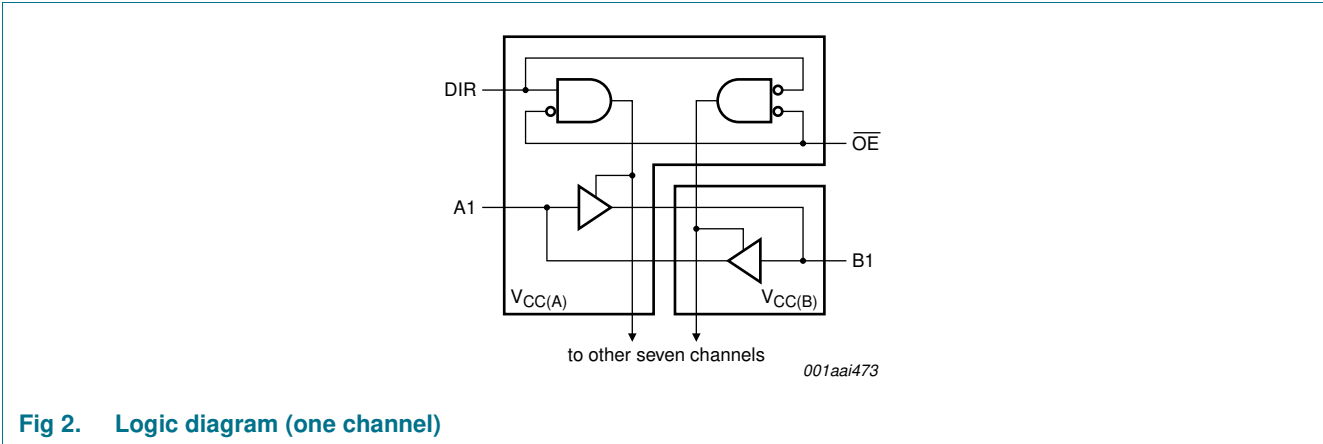 DIR
OE
A1
B1
VCC(A)
VCC(B)
to other seven channels
001aai473
Fig 2. Logic diagram (one channel)